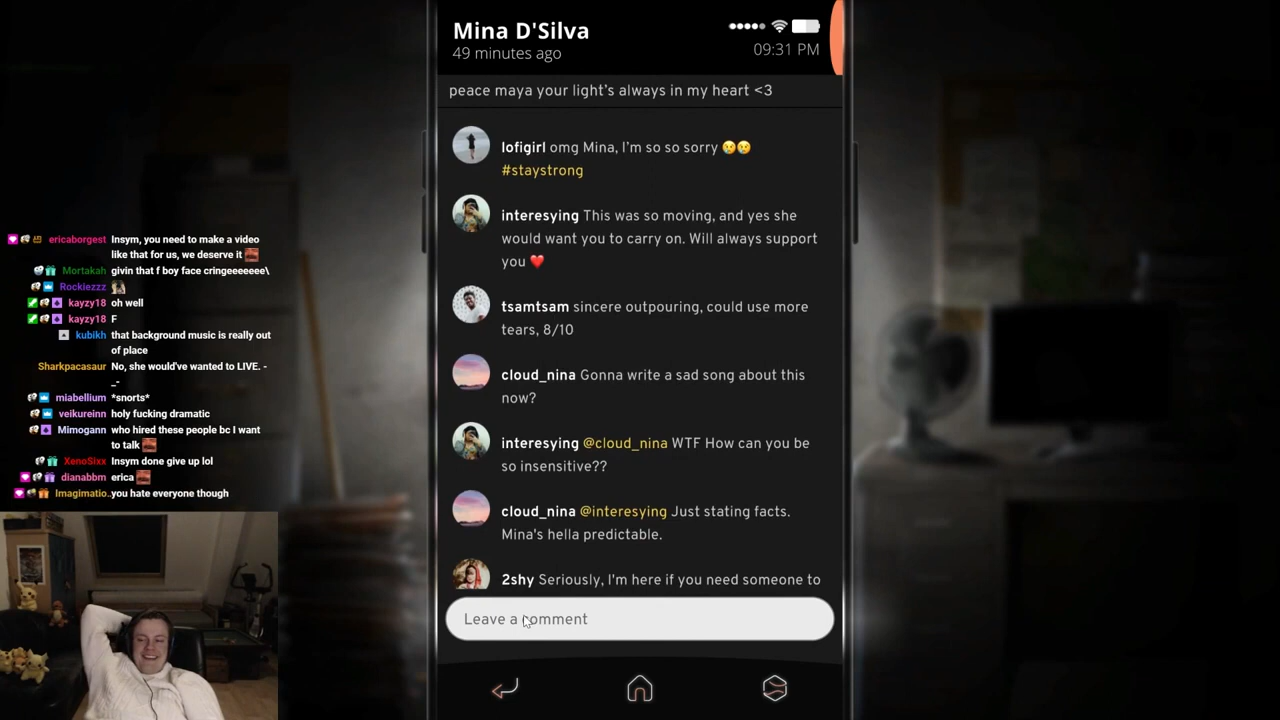 Mina D'Silva
49 minutes ago
09:31 PM
peace maya your light's always in my heart <3
lofigirl omg Mina, I'm so so sorry 😢😢
#staystrong
interesying This was so moving, and yes she
would want you to carry on. Will always support
you ❤️
tsamtsam sincere outpouring, could use more
tears, 8/10
cloud_nina Gonna write a sad song about this
now?
interesying @cloud_nina WTF How can you be
so insensitive??
cloud_nina @interesying Just stating facts.
Mina's hella predictable.
2shy Seriously, I'm here if you need someone to
Leave a comment
ericaborgest Insym, you need to make a video
like that for us, we deserve it
Mortakah givin that f boy face cringeeeeee\
Rockiezzz
kayzy18 oh well
kayzy18 F
kubikh that background music is really out
of place
Sharkpacasaur No, she would've wanted to LIVE. -
_-
miabellium *snorts*
veikureinn holy fucking dramatic
Mimogann who hired these people bc I want
to talk
XenoSixx Insym done give up lol
dianabbm erica
Imagimatio.. you hate everyone though